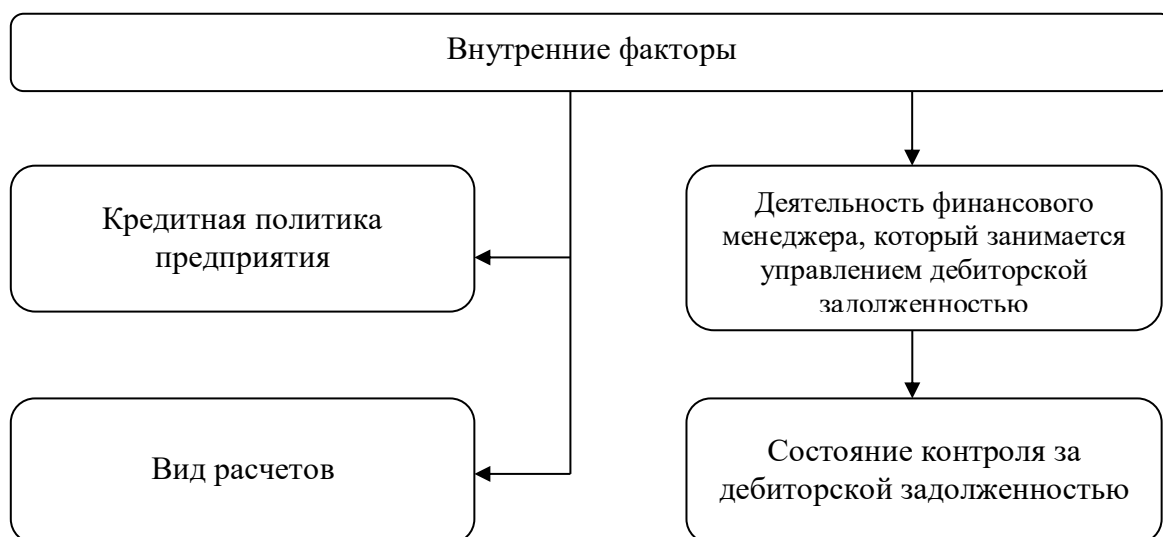 Внутренние факторы
Кредитная политика
предприятия
Деятельность финансового
менеджера, который занимается
управлением дебиторской
задолженностью
Вид расчетов
Состояние контроля за
дебиторской задолженностью